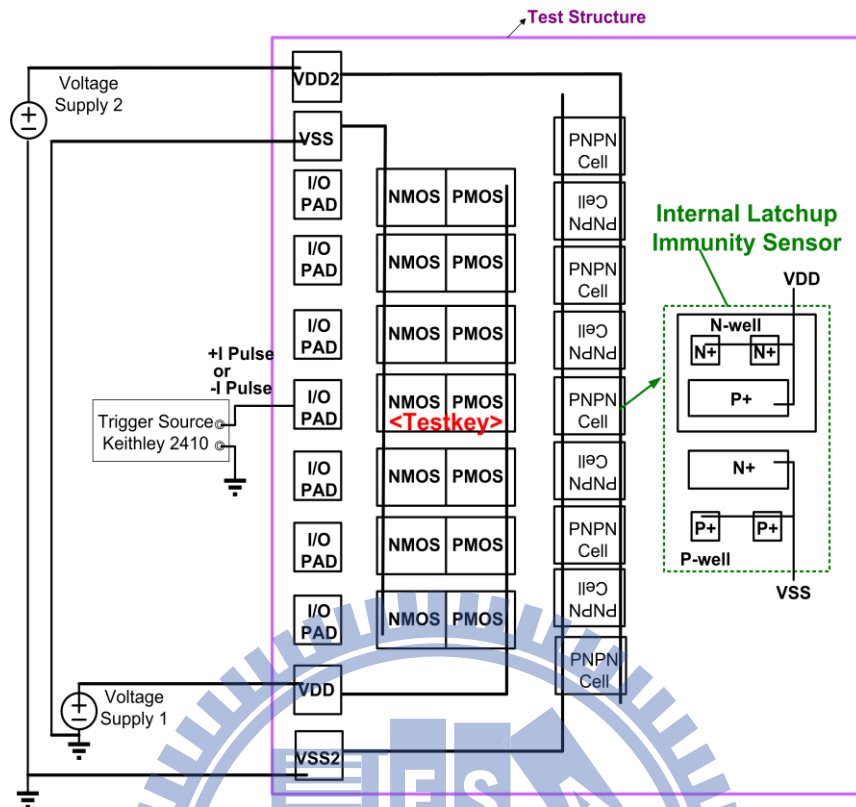 Test Structure
Voltage
Supply 2
VDD2
VSS
I/O
PAD
NMOS PMOS
I/O
PAD
NMOS PMOS
I/O
PAD
NMOS PMOS
+I Pulse
or
-I Pulse
I/O
PAD
NMOS PMOS
<Testkey>
Trigger Source
Keithley 2410
I/O
PAD
NMOS PMOS
I/O
PAD
NMOS PMOS
I/O
PAD
NMOS PMOS
VDD
Voltage
Supply 1
VSS2
PNPN
Cell
PNPN
Cell
PNPN
Cell
PNPN
Cell
PNPN
Cell
PNPN
Cell
PNPN
Cell
PNPN
Cell
PNPN
Cell
Internal Latchup
Immunity Sensor
VDD
N-well
N+ N+
P+
N+
P+ P+
P-well
VSS